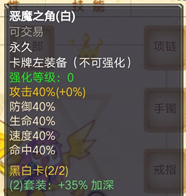 恶魔之角(白)
可交易
永久
卡牌左装备（不可强化）
强化等级：0
攻击40%(+0%)
防御40%
生命40%
速度40%
命中40%
黑白卡(2/2)
(2)套装：+35% 加深
项链
手镯
戒指